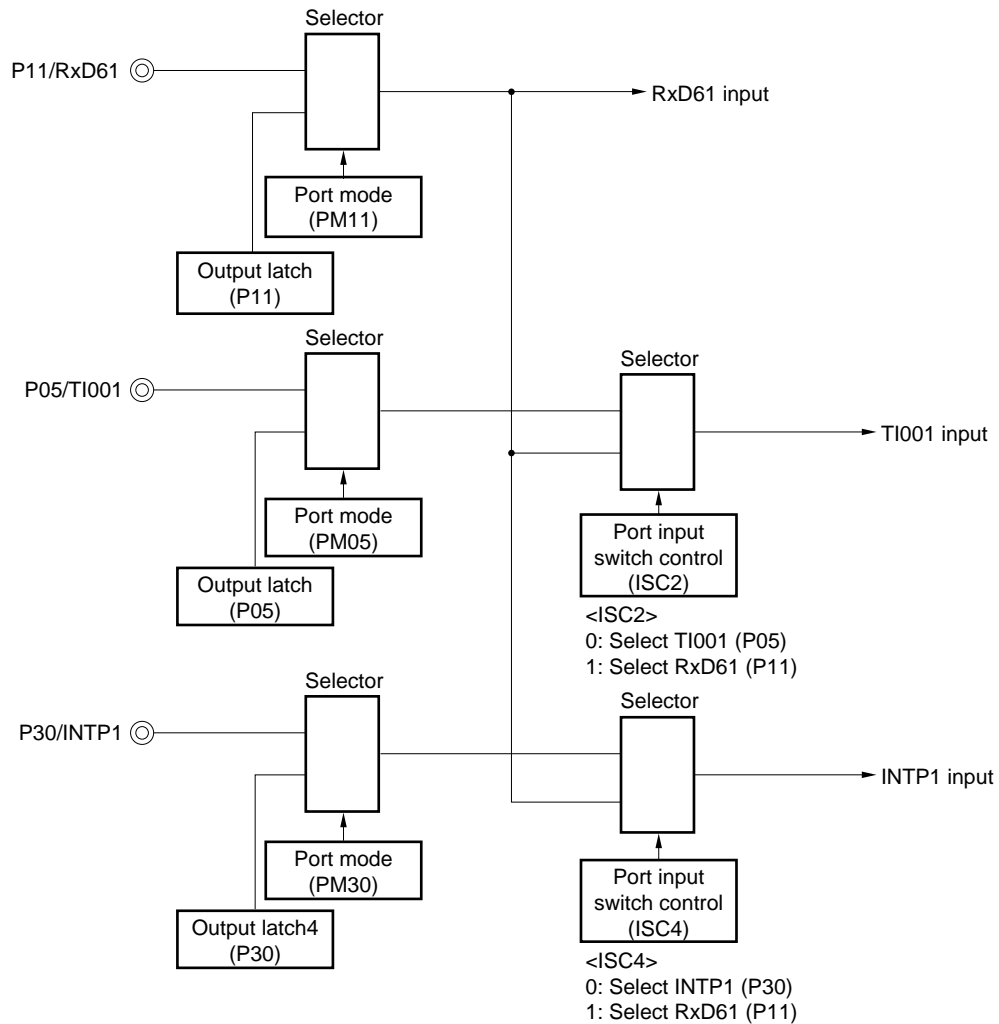 Selector
P11/RxD61
RxD61 input
Port mode
(PM11)
Output latch
(P11)
Selector
Selector
P05/TI001
TI001 input
Port mode
(PM05)
Port input
switch control
(ISC2)
Output latch
(P05)
<ISC2>
0: Select TI001 (P05)
1: Select RxD61 (P11)
Selector
Selector
P30/INTP1
INTP1 input
Port mode
(PM30)
Port input
switch control
(ISC4)
Output latch4
(P30)
<ISC4>
0: Select INTP1 (P30)
1: Select RxD61 (P11)